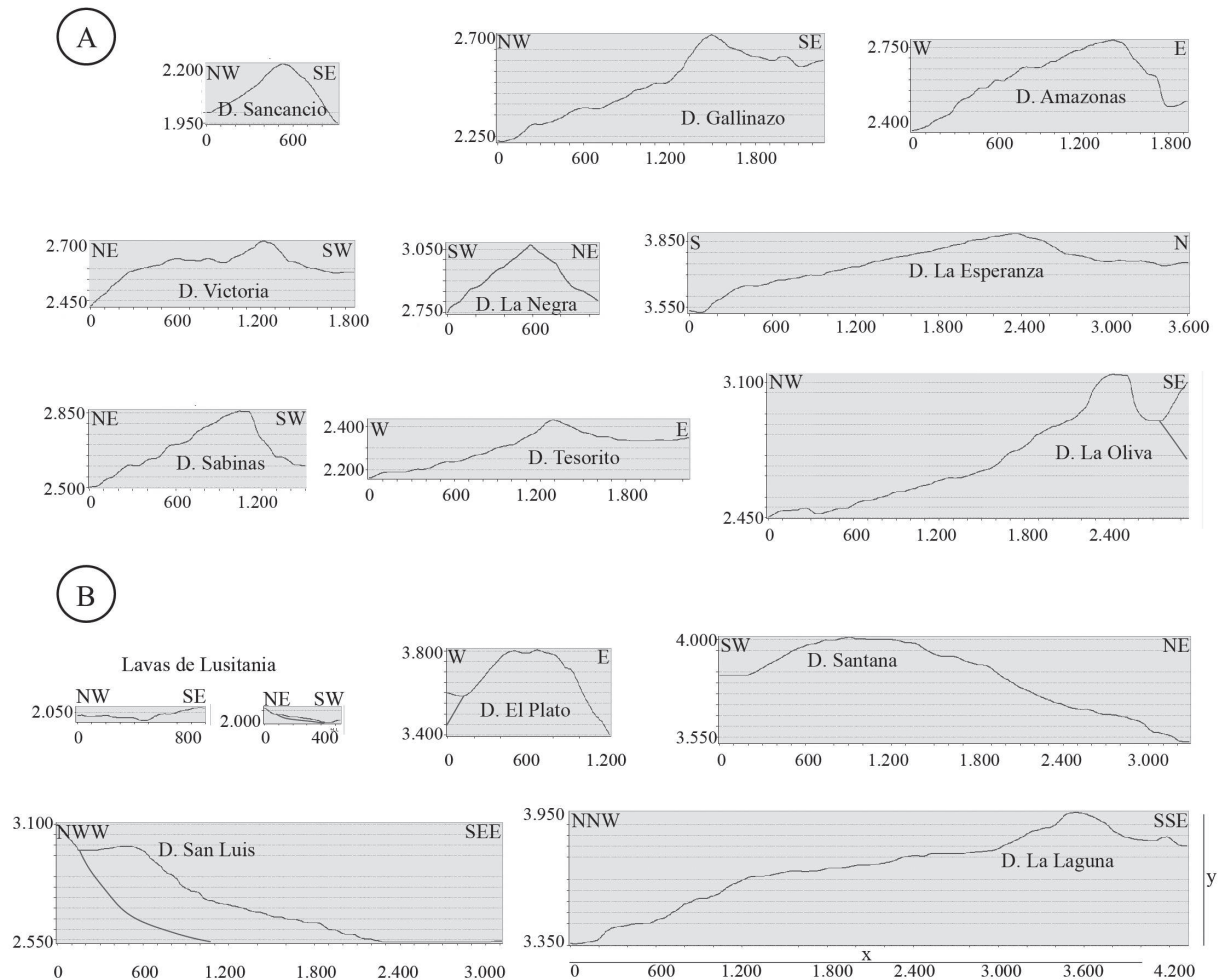 A
2.200 NW SE
D. Sancancio
1.950
0 600
2.700 NW SE
D. Gallinazo
2.250
0 600 1.200 1.800
2.750 W E
D. Amazonas
2.400
0 600 1.200 1.800
2.700 NE SW
D. Victoria
2.450
0 600 1.200 1.800
3.050 SW NE
D. La Negra
2.750
0 600
3.850 S N
D. La Esperanza
3.550
0 600 1.200 1.800 2.400 3.000 3.600
2.850 NE SW
D. Sabinas
2.500
0 600 1.200
2.400 W E
D. Tesorito
2.200
0 600 1.200 1.800
3.100 NW SE
D. La Oliva
2.450
0 600 1.200 1.800 2.400
B
Lavas de Lusitania
NW SE
2.050
0 800
NE SW
2.000
0 400
3.800 W E
D. El Plato
3.400
0 600 1.200
4.000 SW NE
D. Santana
3.550
0 600 1.200 1.800 2.400 3.000
3.100 NWW SEE
D. San Luis
2.550
0 600 1.200 1.800 2.400 3.000
3.950 NNW SSE
D. La Laguna
y
3.350
x
0 600 1.200 1.800 2.400 3.000 3.600 4.200